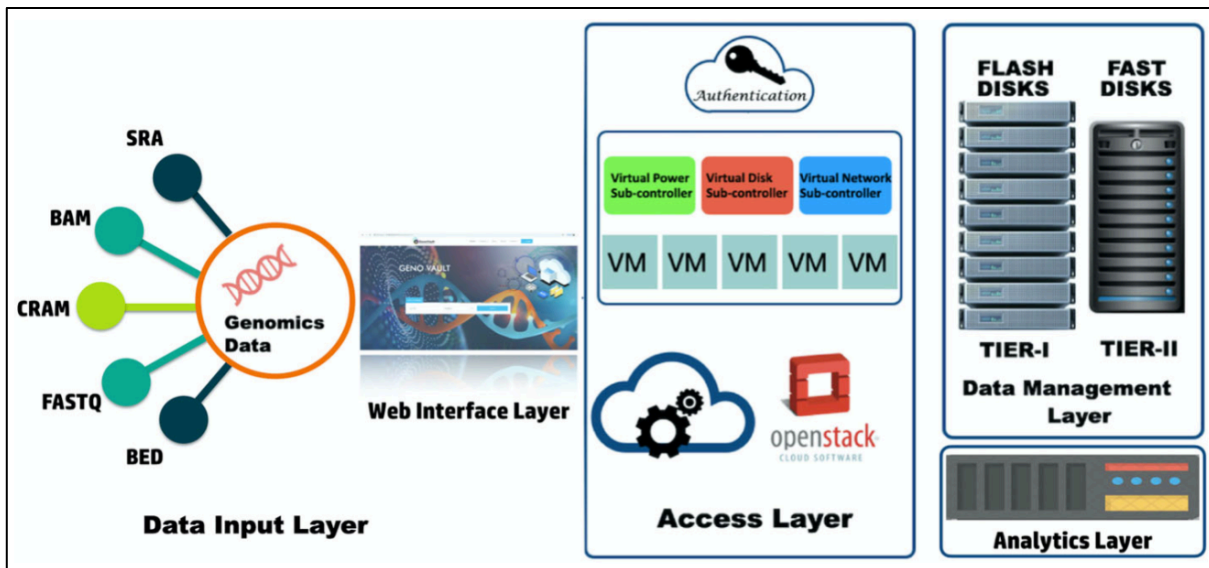 SRA
BAM
CRAM
FASTQ
BED
Genomics
Data
Data Input Layer
GENO VAULT
Web Interface Layer
Authentication
Virtual Power
Sub-controller
Virtual Disk
Sub-controller
Virtual Network
Sub-controller
VM VM VM VM VM
openstack
CLOUD SOFTWARE
Access Layer
FLASH
DISKS
FAST
DISKS
TIER-I
TIER-II
Data Management
Layer
Analytics Layer